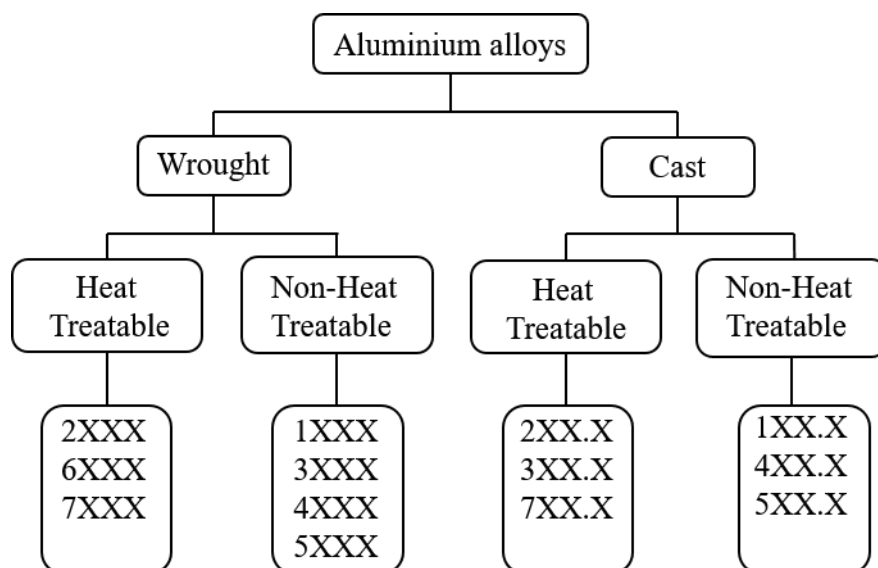 Aluminium alloys
Wrought
Cast
Heat
Treatable
Non-Heat
Treatable
Heat
Treatable
Non-Heat
Treatable
2XXX
6XXX
7XXX
1XXX
3XXX
4XXX
5XXX
2XX.X
3XX.X
7XX.X
1XX.X
4XX.X
5XX.X